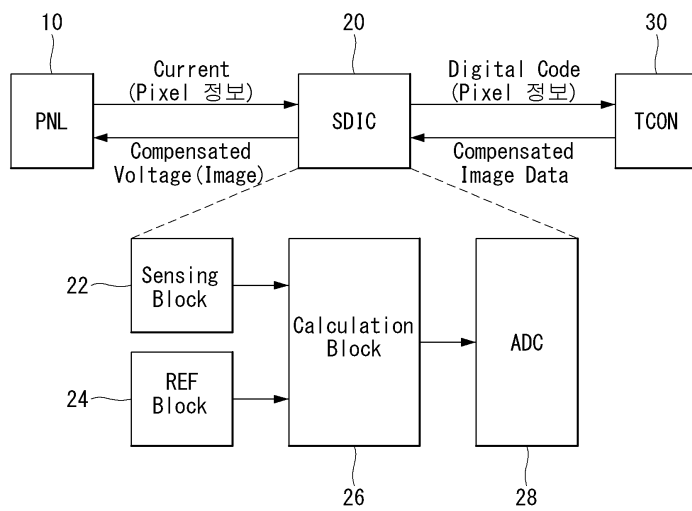 10
20
30
PNL
Current
(Pixel 정보)
SDIC
Digital Code
(Pixel 정보)
TCON
Compensated
Voltage(Image)
Compensated
Image Data
22
Sensing
Block
24
REF
Block
Calculation
Block
ADC
26
28